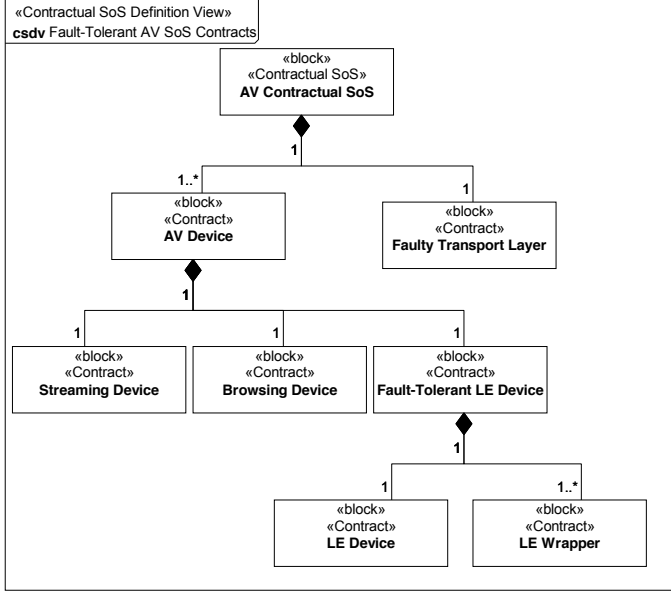 «Contractual SoS Definition View»
csdv Fault-Tolerant AV SoS Contracts
«block»
«Contractual SoS»
AV Contractual SoS
1
1..*
1
«block»
«Contract»
AV Device
«block»
«Contract»
Faulty Transport Layer
1
1
1
1
«block»
«Contract»
Streaming Device
«block»
«Contract»
Browsing Device
«block»
«Contract»
Fault-Tolerant LE Device
1
1
1..*
«block»
«Contract»
LE Device
«block»
«Contract»
LE Wrapper